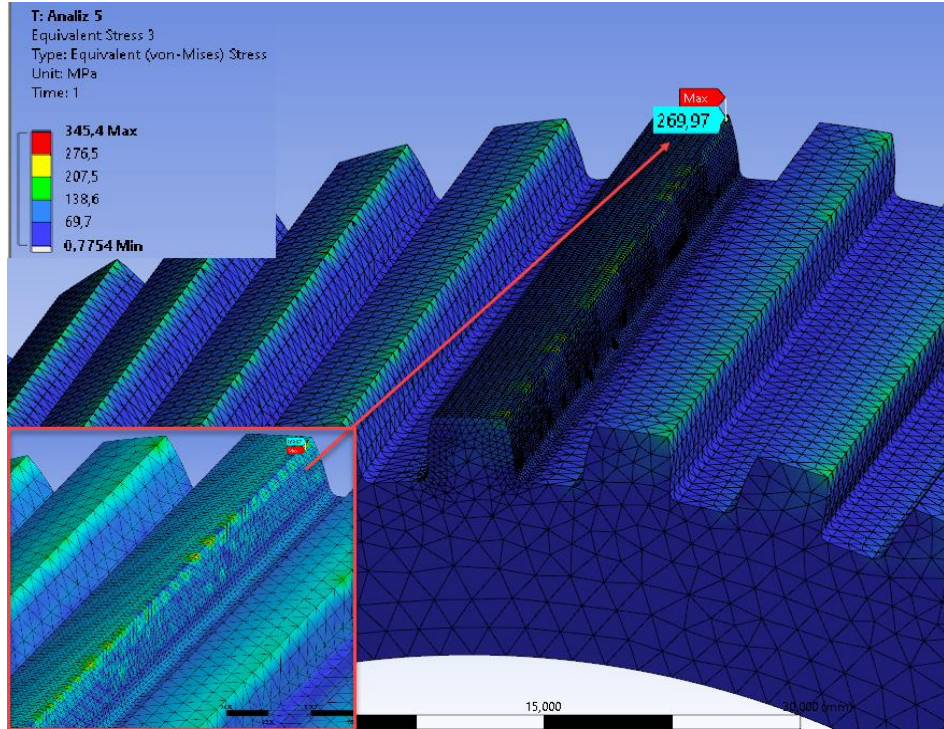 T: Analiz 5
Equivalent Stress 3
Type: Equivalent (von-Mises) Stress
Unit: MPa
Time: 1
345,4 Max
276,5
207,5
138,6
69,7
0,7754 Min
Max
269,97
Max
15,000
30,000 (mm)